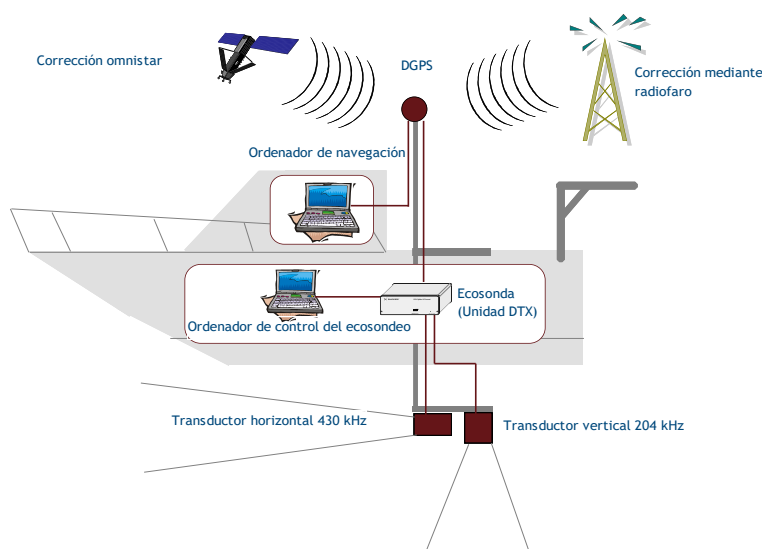 Corrección omnistar
DGPS
Corrección mediante
radiofaro
Ordenador de navegación
Ecosonda
(Unidad DTX)
Ordenador de control del ecosondeo
Transductor horizontal 430 kHz
Transductor vertical 204 kHz